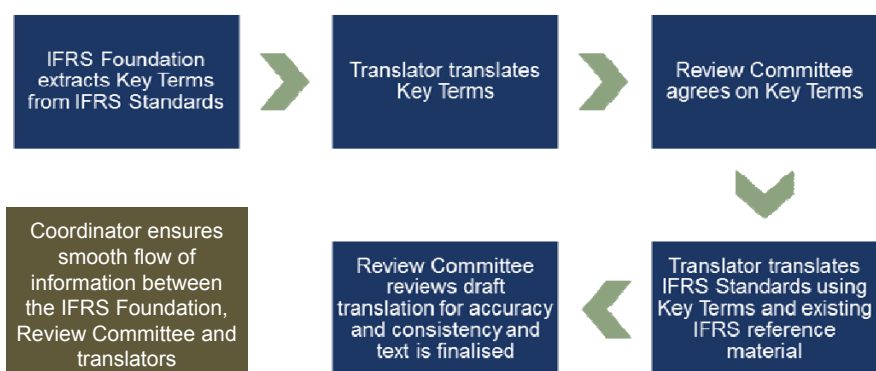 IFRS Foundation
extracts Key Terms
from IFRS Standards
Translator translates
Key Terms
Review Committee
agrees on Key Terms
Translator translates
IFRS Standards using
Key Terms and existing
IFRS reference
material
Review Committee
reviews draft
translation for accuracy
and consistency and
text is finalised
Coordinator ensures
smooth flow of
information between
the IFRS Foundation,
Review Committee and
translators